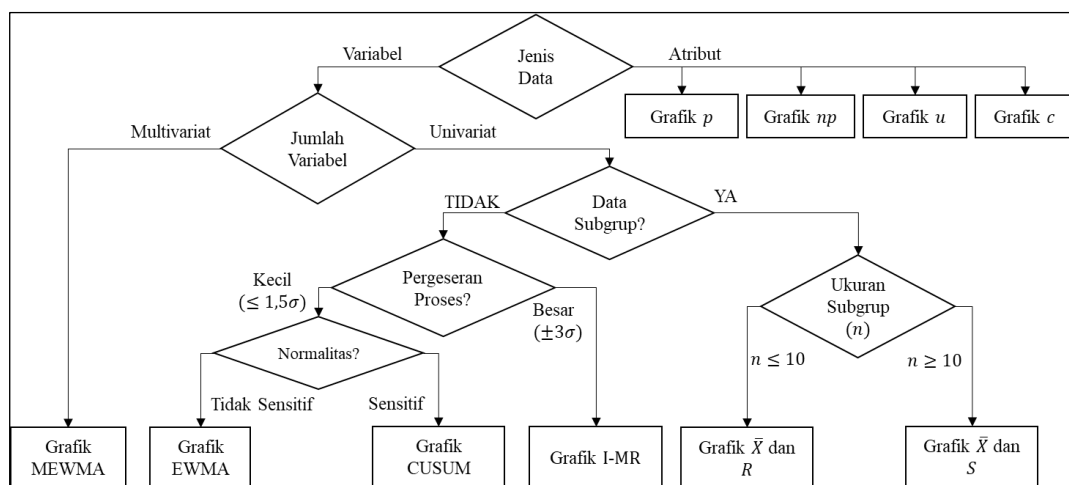 Variabel
Jenis
Data
Atribut
Grafik p
Grafik np
Grafik u
Grafik c
Multivariat
Jumlah
Variabel
Univariat
TIDAK
Data
Subgrup?
YA
Kecil
(≤ 1,5σ)
Pergeseran
Proses?
Besar
(±3σ)
Ukuran
Subgrup
(n)
Normalitas?
n ≤ 10
n ≥ 10
Tidak Sensitif
Sensitif
Grafik
MEWMA
Grafik
EWMA
Grafik
CUSUM
Grafik I-MR
Grafik X̄ dan
R
Grafik X̄ dan
S